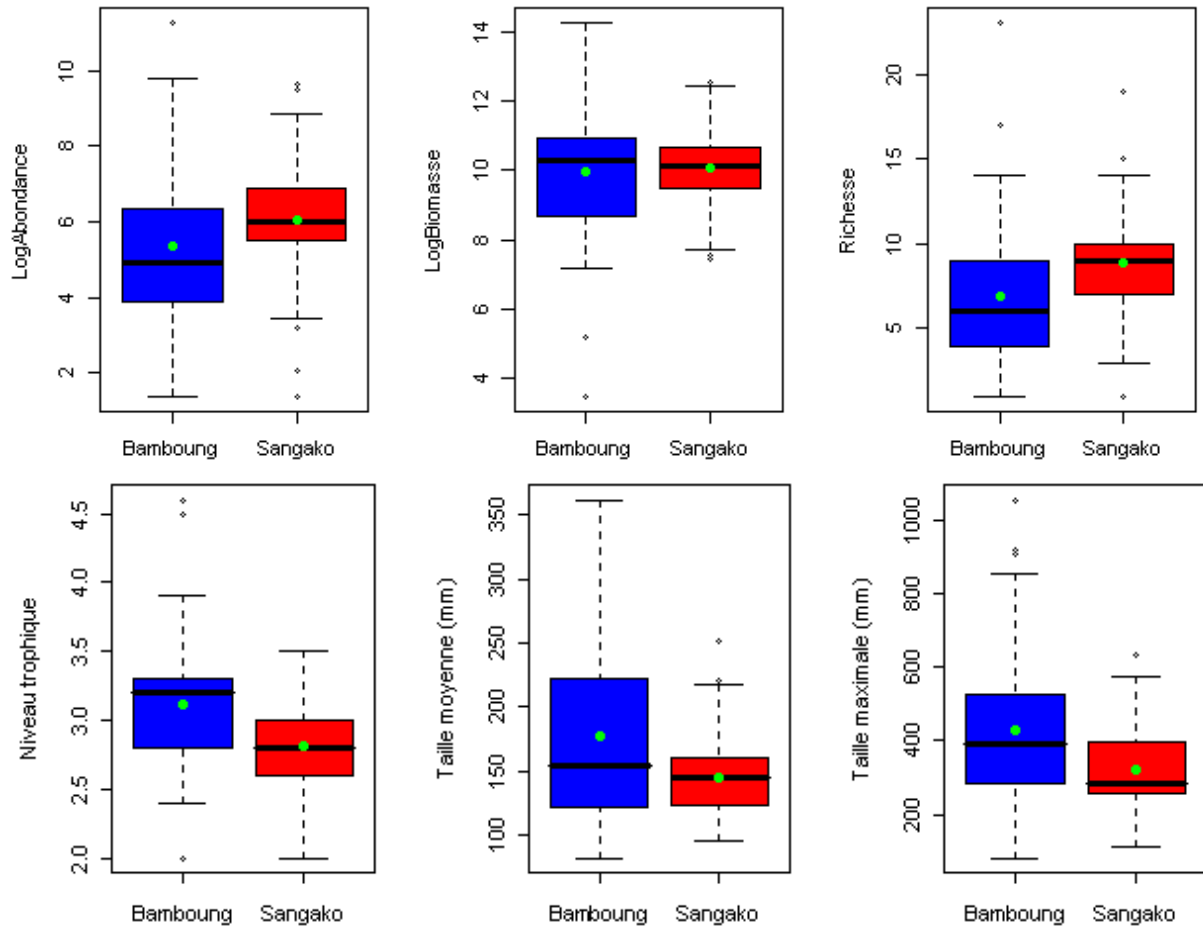 LogAbondance
10
8
6
4
2
Bamboung Sangako
LogBiomasse
14
12
10
8
6
4
Bamboung Sangako
Richesse
20
15
10
5
Bamboung Sangako
Niveau trophique
4.5
4.0
3.5
3.0
2.5
2.0
Bamboung Sangako
Taille moyenne (mm)
350
300
250
200
150
100
Bamboung Sangako
Taille maximale (mm)
1000
800
600
400
200
Bamboung Sangako